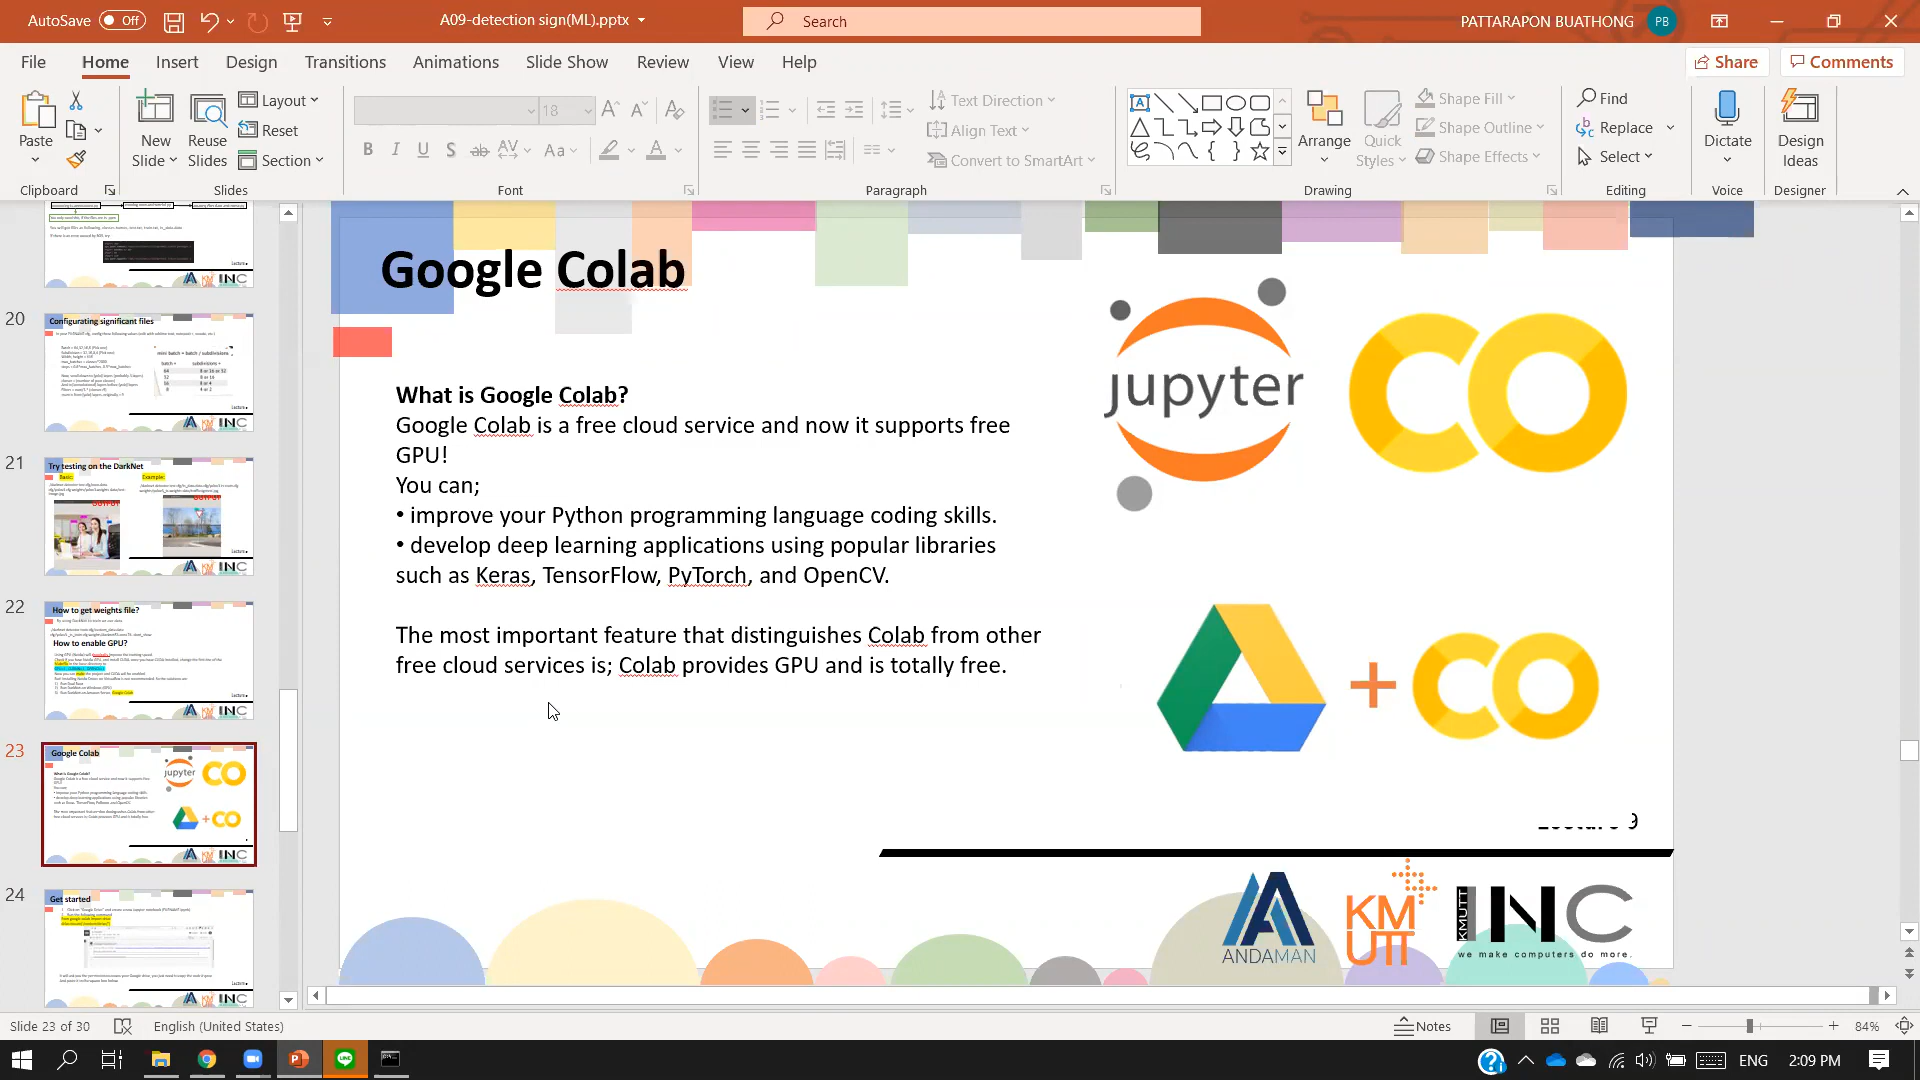 AutoSave Off
A09-detection sign(ML).pptx
Search
PATTARAPON BUATHONG PB
File Home Insert Design Transitions Animations Slide Show Review View Help
Share Comments
Paste
Clipboard
New Slide
Reuse Slides
Layout
Reset
Section
Slides
18
Font
Text Direction
Align Text
Convert to SmartArt
Paragraph
Arrange
Quick Styles
Shape Fill
Shape Outline
Shape Effects
Drawing
Find
Replace
Select
Editing
Dictate
Voice
Design Ideas
Designer
20
Configurating significant files
21
Try testing on the DarkNet
Basic:
Example:
22
How to get weights file?
How to enable GPU?
23
Google Colab
24
Get started
Google Colab
What is Google Colab?
Google Colab is a free cloud service and now it supports free
GPU!
You can;
• improve your Python programming language coding skills.
• develop deep learning applications using popular libraries
such as Keras, TensorFlow, PyTorch, and OpenCV.
The most important feature that distinguishes Colab from other
free cloud services is; Colab provides GPU and is totally free.
jupyter
CO
+ CO
Lecture 9
ANDAMAN
KMUTT
KMUTT INC
we make computers do more.
Slide 23 of 30
English (United States)
Notes
84%
ENG
2:09 PM